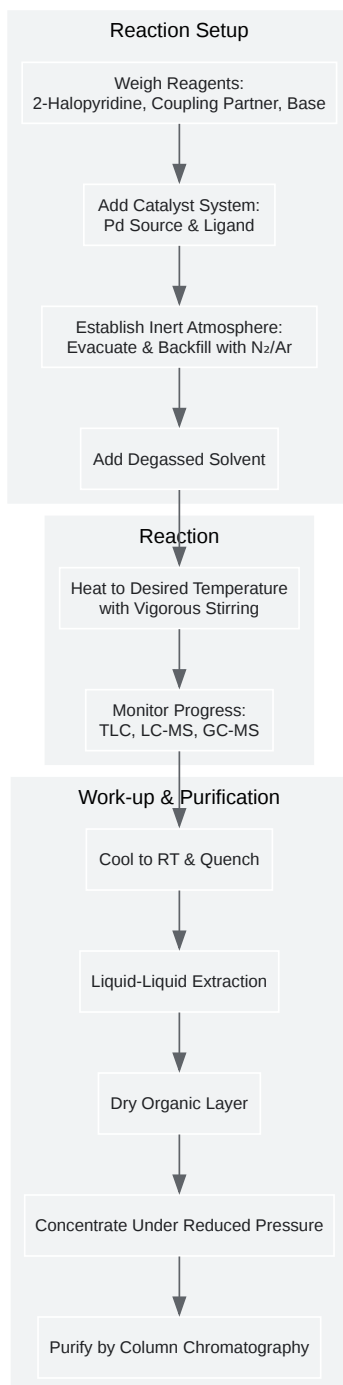 Reaction Setup
Weigh Reagents:
2-Halopyridine, Coupling Partner, Base
Add Catalyst System:
Pd Source & Ligand
Establish Inert Atmosphere:
Evacuate & Backfill with N₂/Ar
Add Degassed Solvent
Reaction
Heat to Desired Temperature
with Vigorous Stirring
Monitor Progress:
TLC, LC-MS, GC-MS
Work-up & Purification
Cool to RT & Quench
Liquid-Liquid Extraction
Dry Organic Layer
Concentrate Under Reduced Pressure
Purify by Column Chromatography